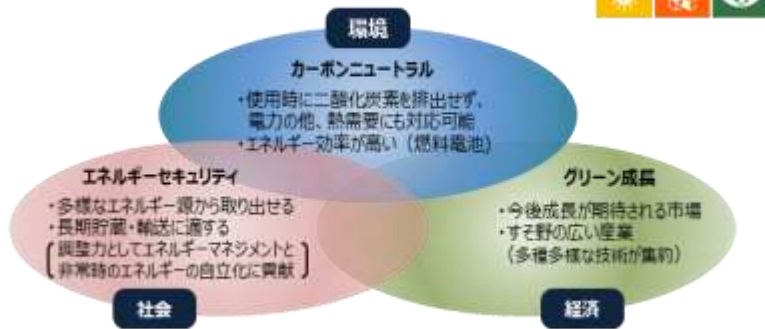 環境
カーボンニュートラル
・使用時に二酸化炭素を排出せず、
電力の他、熱需要にも対応可能
・エネルギー効率が高い（燃料電池）
エネルギーセキュリティ
・多様なエネルギー源から取り出せる
・長期貯蔵・輸送に適する
調整力としてエネルギーマネジメントと
非常時のエネルギーの自立化に貢献
社会
グリーン成長
・今後成長が期待される市場
・すそ野の広い産業
（多種多様な技術が集約）
経済